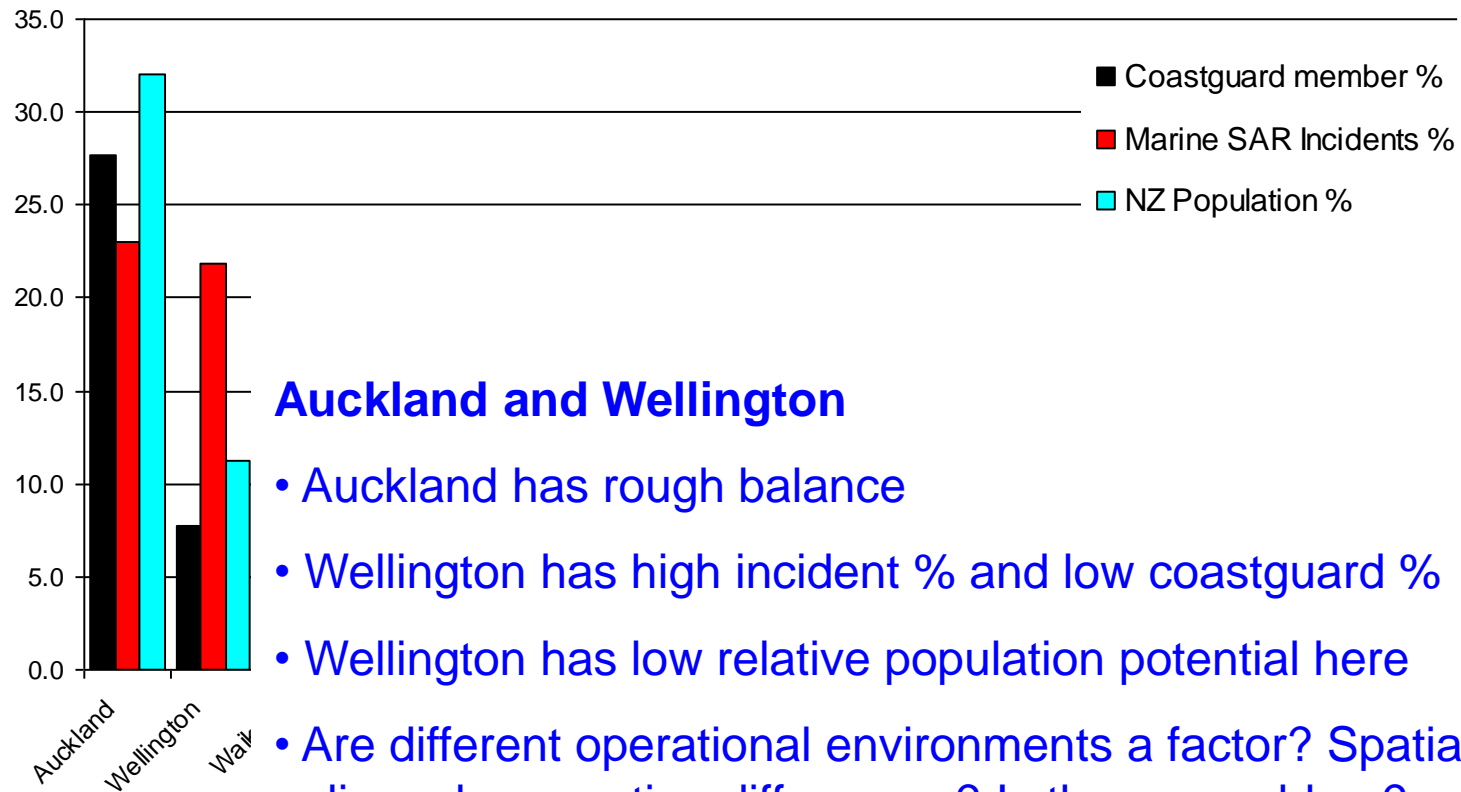 35.0
30.0
25.0
20.0
15.0
10.0
5.0
0.0
Coastguard member %
Marine SAR Incidents %
NZ Population %
Auckland
Wellington
Auckland and Wellington
• Auckland has rough balance
• Wellington has high incident % and low coastguard %
• Wellington has low relative population potential here
• Are different operational environments a factor? Spatia